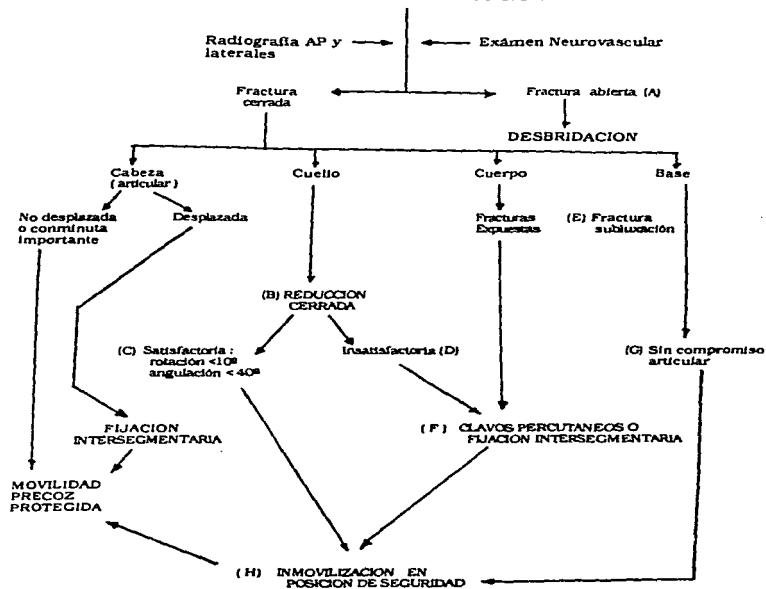 Radiografía AP y
laterales
Exámen Neurovascular
Fractura
cerrada
Fractura abierta (A)
DESBRIDACION
Cabeza
(articular)
Cuello
Cuerpo
Base
No desplazada
o conminuta
importante
Desplazada
Fracturas
Expuestas
(E) Fractura
subluxación
(B) REDUCCION
CERRADA
(C) Satisfactoria :
rotación <10º
angulación < 40º
Insatisfactoria (D)
(G) Sin compromiso
articular
FIJACION
INTERSEGMENTARIA
(F) CLAVOS PERCUTANEOS O
FIJACION INTERSEGMENTARIA
MOVILIDAD
PRECOZ
PROTEGIDA
(H) INMOVILIZACION EN
POSICION DE SEGURIDAD